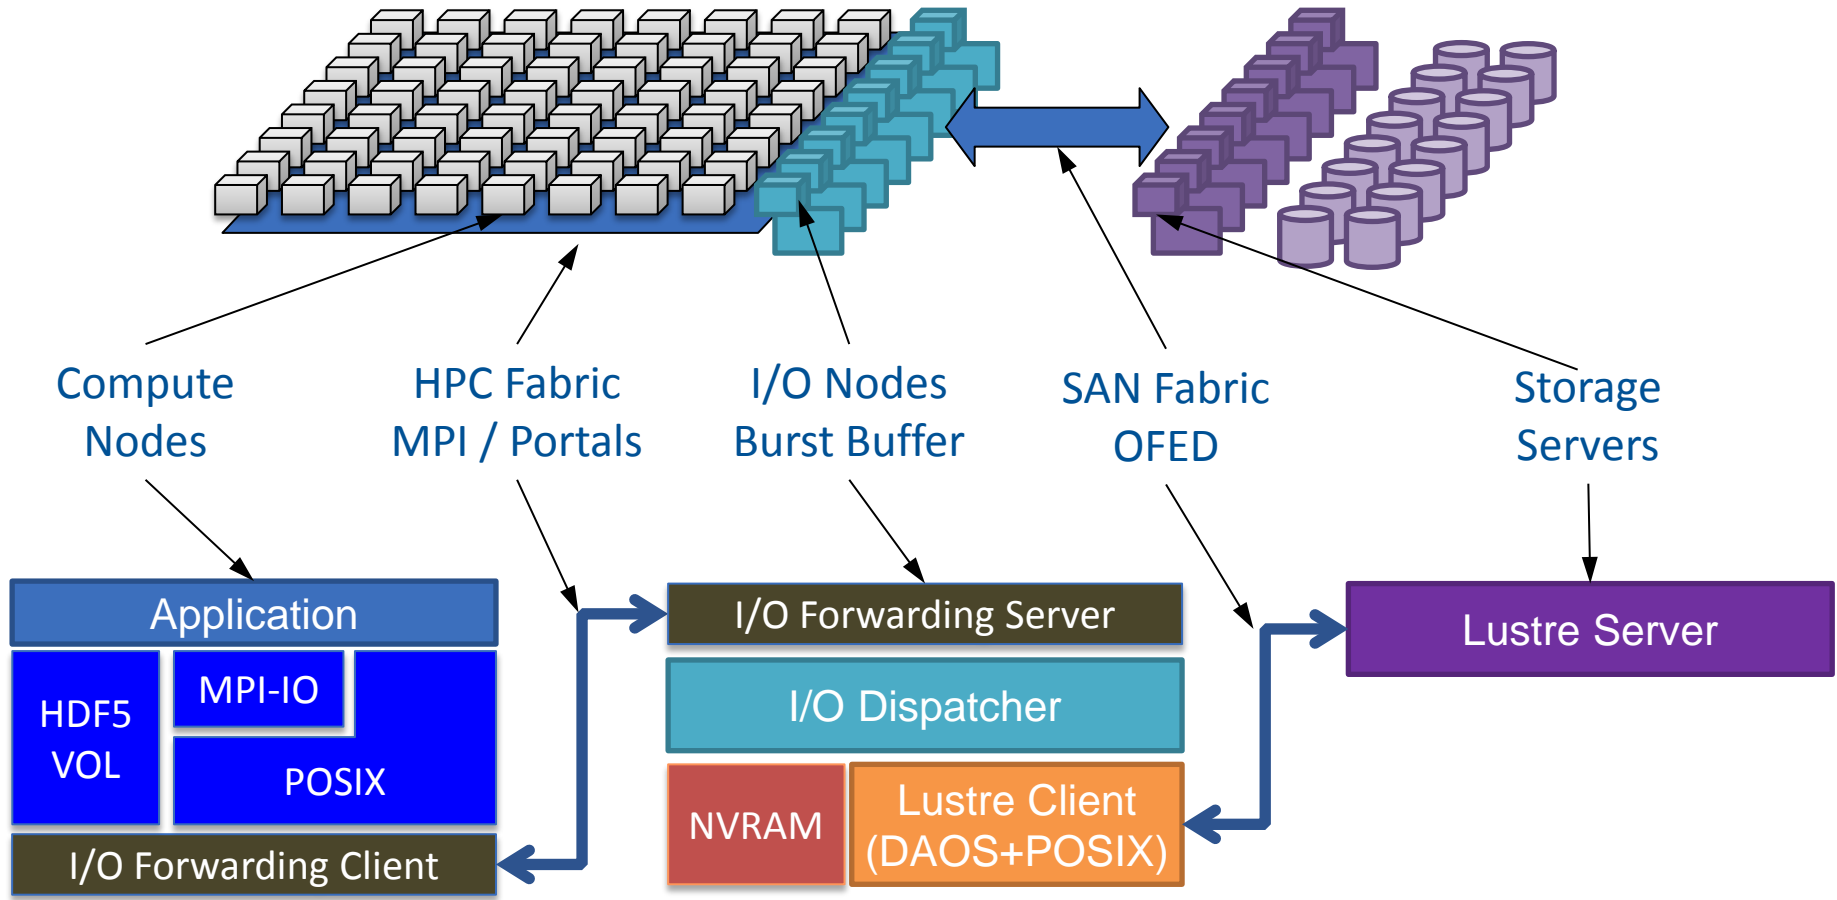 Compute
Nodes
HPC Fabric
MPI / Portals
I/O Nodes
Burst Buffer
SAN Fabric
OFED
Storage
Servers
Application
HDF5
VOL
MPI-IO
POSIX
I/O Forwarding Client
I/O Forwarding Server
I/O Dispatcher
NVRAM
Lustre Client
(DAOS+POSIX)
Lustre Server